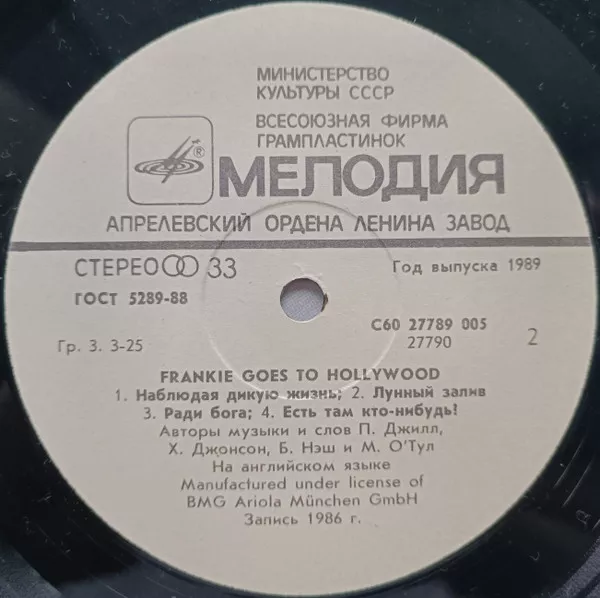 МИНИСТЕРСТВО
КУЛЬТУРЫ СССР
ВСЕСОЮЗНАЯ ФИРМА
ГРАМПЛАСТИНОК
® МЕЛОДИЯ
АПРЕЛЕВСКИЙ ОРДЕНА ЛЕНИНА ЗАВОД
СТЕРЕО 33
Год выпуска 1989
ГОСТ 5289-88
С60 27789 005
Гр. 3. 3-25
27790
2
FRANKIE GOES TO HOLLYWOOD
1. Наблюдая дикую жизнь; 2. Лунный залив
3. Ради бога; 4. Есть там кто-нибудь!
Авторы музыки и слов П. Джилл,
Х. Джонсон, Б. Нэш и М. О'Тул
На английском языке
Manufactured under license of
BMG Ariola München GmbH
Запись 1986 г.